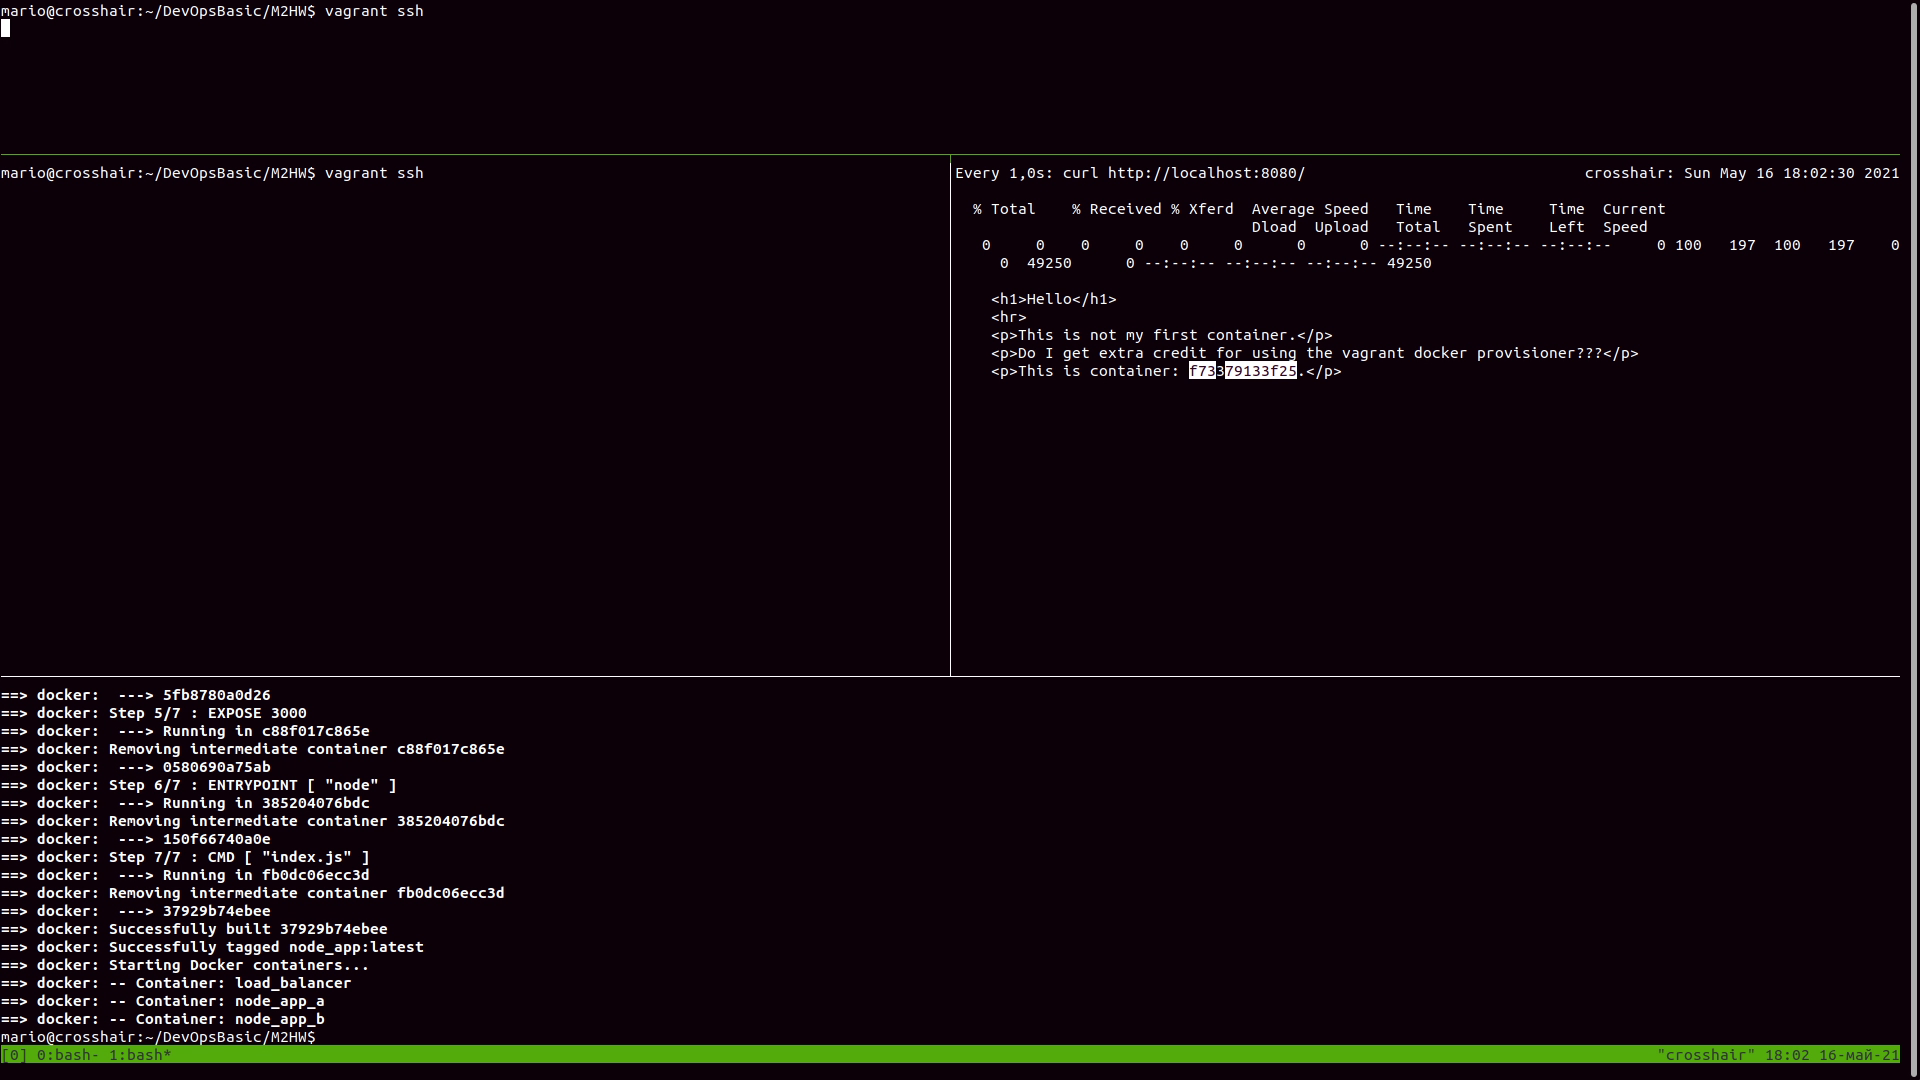 mario@crosshair:~/DevOpsBasic/M2HW$ vagrant ssh
mario@crosshair:~/DevOpsBasic/M2HW$ vagrant ssh
Every 1,0s: curl http://localhost:8080/ crosshair: Sun May 16 18:02:30 2021
% Total % Received % Xferd Average Speed Time Time Time Current
Dload Upload Total Spent Left Speed
0 0 0 0 0 0 0 0 --:--:-- --:--:-- --:--:-- 0 100 197 100 197 0
0 49250 0 --:--:-- --:--:-- --:--:-- 49250
<h1>Hello</h1>
<hr>
<p>This is not my first container.</p>
<p>Do I get extra credit for using the vagrant docker provisioner???</p>
<p>This is container: f73379133f25.</p>
==> docker:  ---> 5fb8780a0d26
==> docker: Step 5/7 : EXPOSE 3000
==> docker:  ---> Running in c88f017c865e
==> docker: Removing intermediate container c88f017c865e
==> docker:  ---> 0580690a75ab
==> docker: Step 6/7 : ENTRYPOINT [ "node" ]
==> docker:  ---> Running in 385204076bdc
==> docker: Removing intermediate container 385204076bdc
==> docker:  ---> 150f66740a0e
==> docker: Step 7/7 : CMD [ "index.js" ]
==> docker:  ---> Running in fb0dc06ecc3d
==> docker: Removing intermediate container fb0dc06ecc3d
==> docker:  ---> 37929b74ebee
==> docker: Successfully built 37929b74ebee
==> docker: Successfully tagged node_app:latest
==> docker: Starting Docker containers...
==> docker: -- Container: load_balancer
==> docker: -- Container: node_app_a
==> docker: -- Container: node_app_b
mario@crosshair:~/DevOpsBasic/M2HW$
[0] 0:bash- 1:bash* "crosshair" 18:02 16-май-21